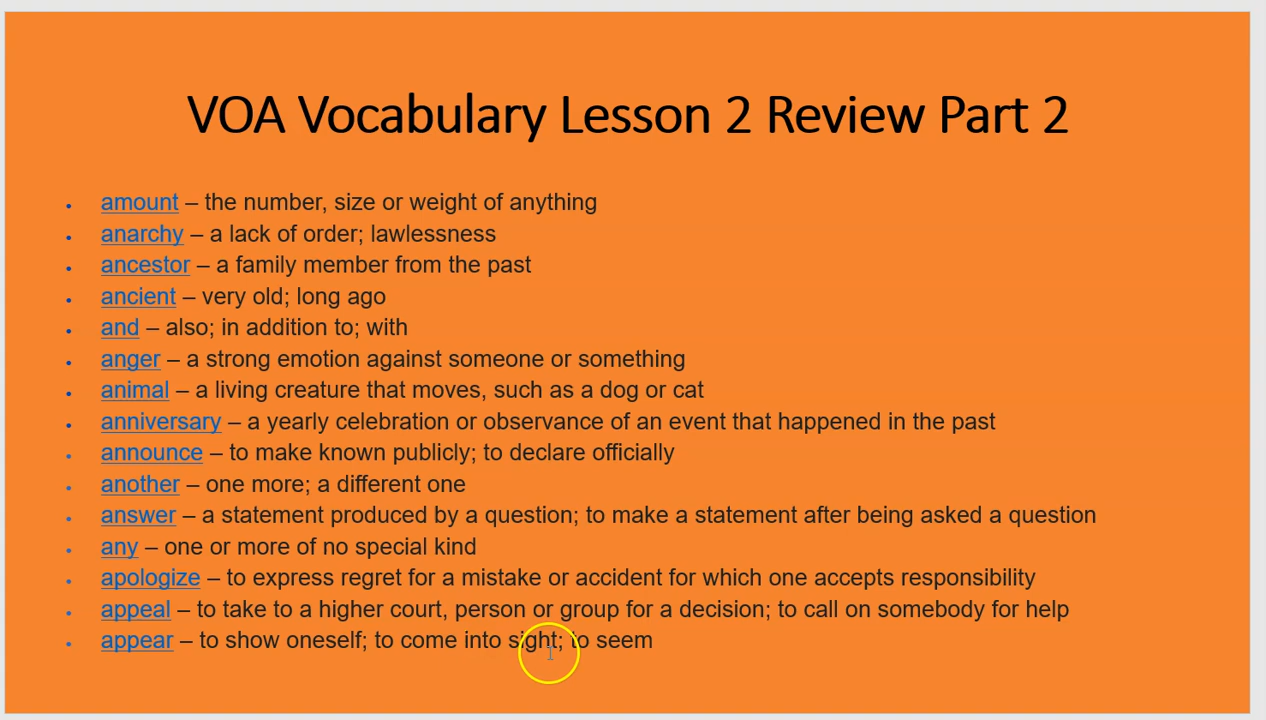 VOA Vocabulary Lesson 2 Review Part 2
• amount – the number, size or weight of anything
• anarchy – a lack of order; lawlessness
• ancestor – a family member from the past
• ancient – very old; long ago
• and – also; in addition to; with
• anger – a strong emotion against someone or something
• animal – a living creature that moves, such as a dog or cat
• anniversary – a yearly celebration or observance of an event that happened in the past
• announce – to make known publicly; to declare officially
• another – one more; a different one
• answer – a statement produced by a question; to make a statement after being asked a question
• any – one or more of no special kind
• apologize – to express regret for a mistake or accident for which one accepts responsibility
• appeal – to take to a higher court, person or group for a decision; to call on somebody for help
• appear – to show oneself; to come into sight; to seem